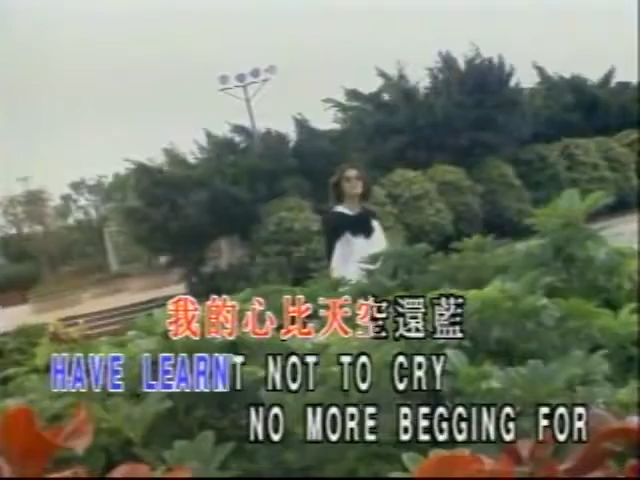 我的心比天空還藍
HAVE LEARNT NOT TO CRY
NO MORE BEGGING FOR